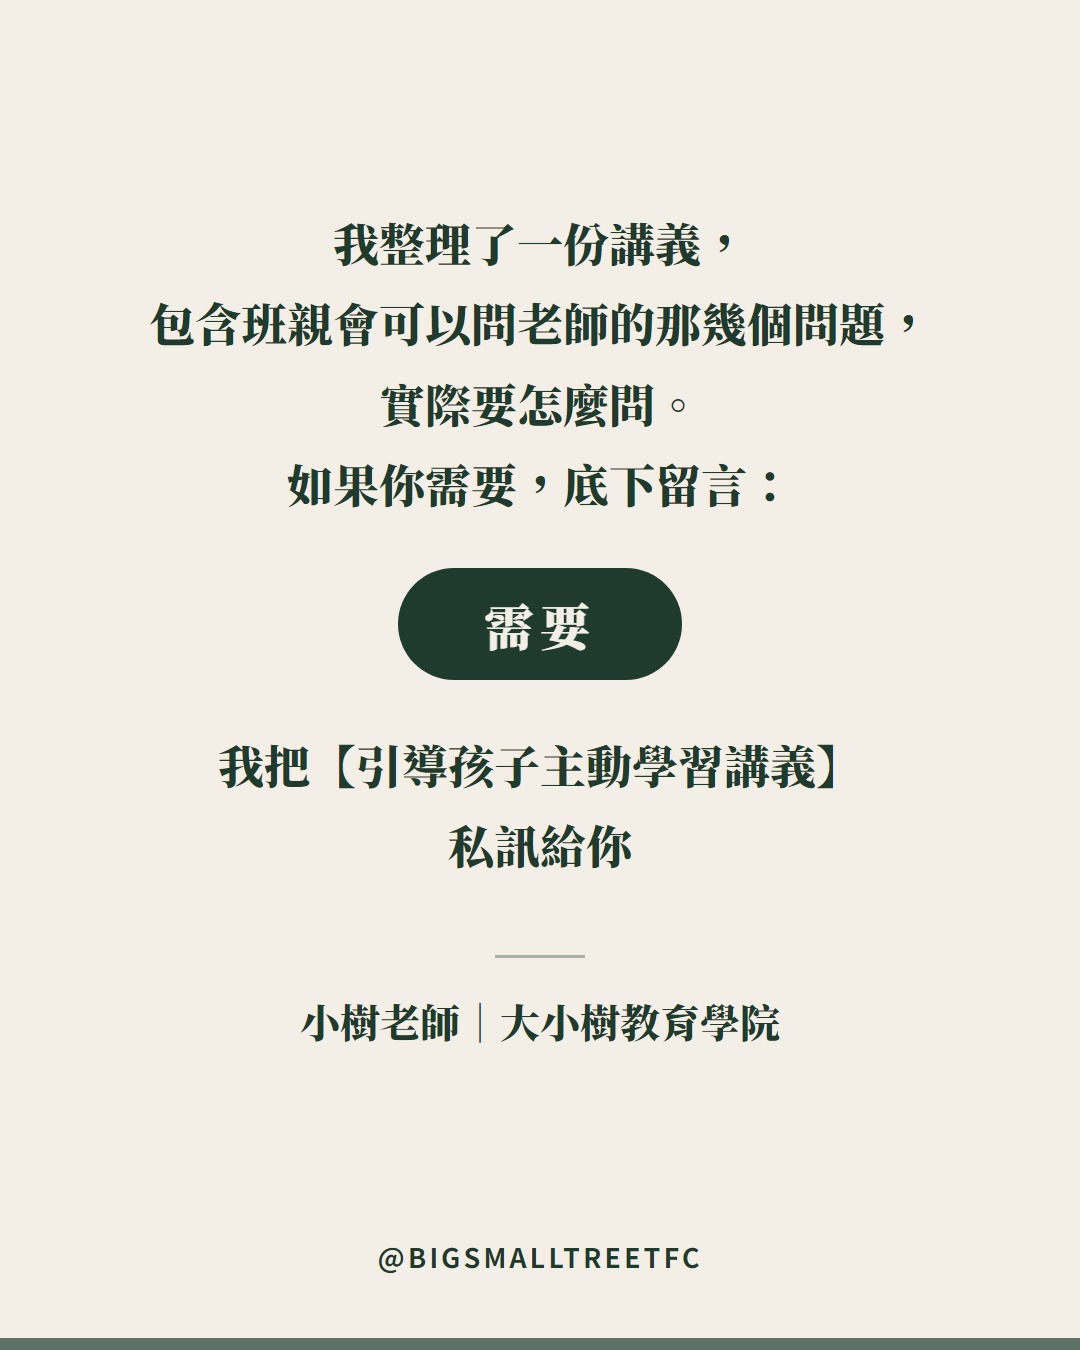 我整理了一份講義，
包含班親會可以問老師的那幾個問題，
實際要怎麼問。
如果你需要，底下留言：
需要
我把【引導孩子主動學習講義】
私訊給你
小樹老師｜大小樹教育學院
@BIGSMALLTREETFC